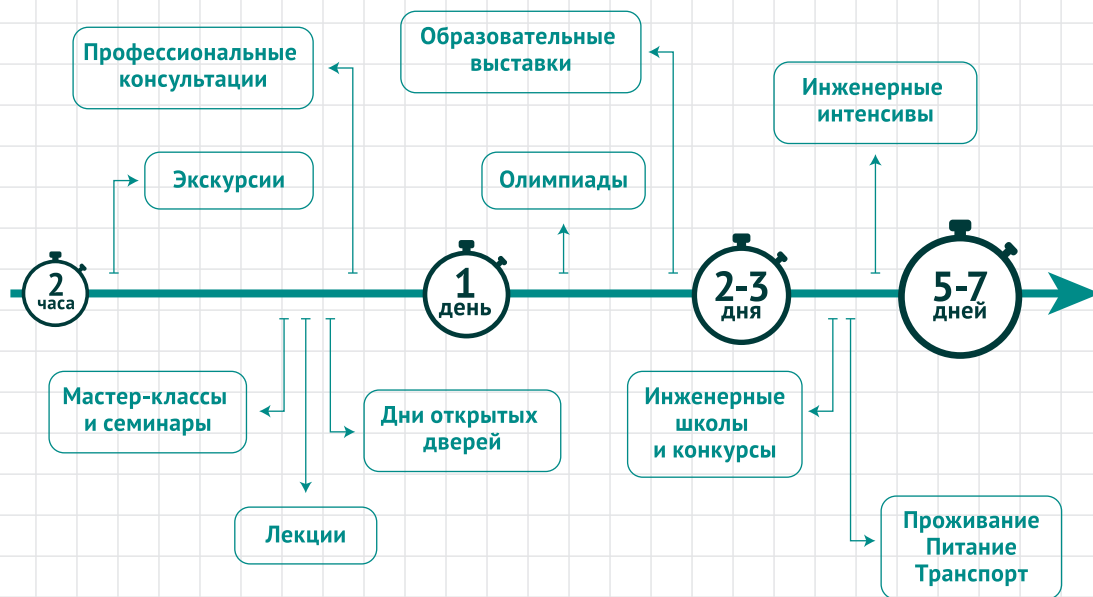 Профессиональные
консультации
Образовательные
выставки
Инженерные
интенсивы
Экскурсии
Олимпиады
2
часа
1
день
2-3
дня
5-7
дней
Мастер-классы
и семинары
Дни открытых
дверей
Инженерные
школы
и конкурсы
Лекции
Проживание
Питание
Транспорт